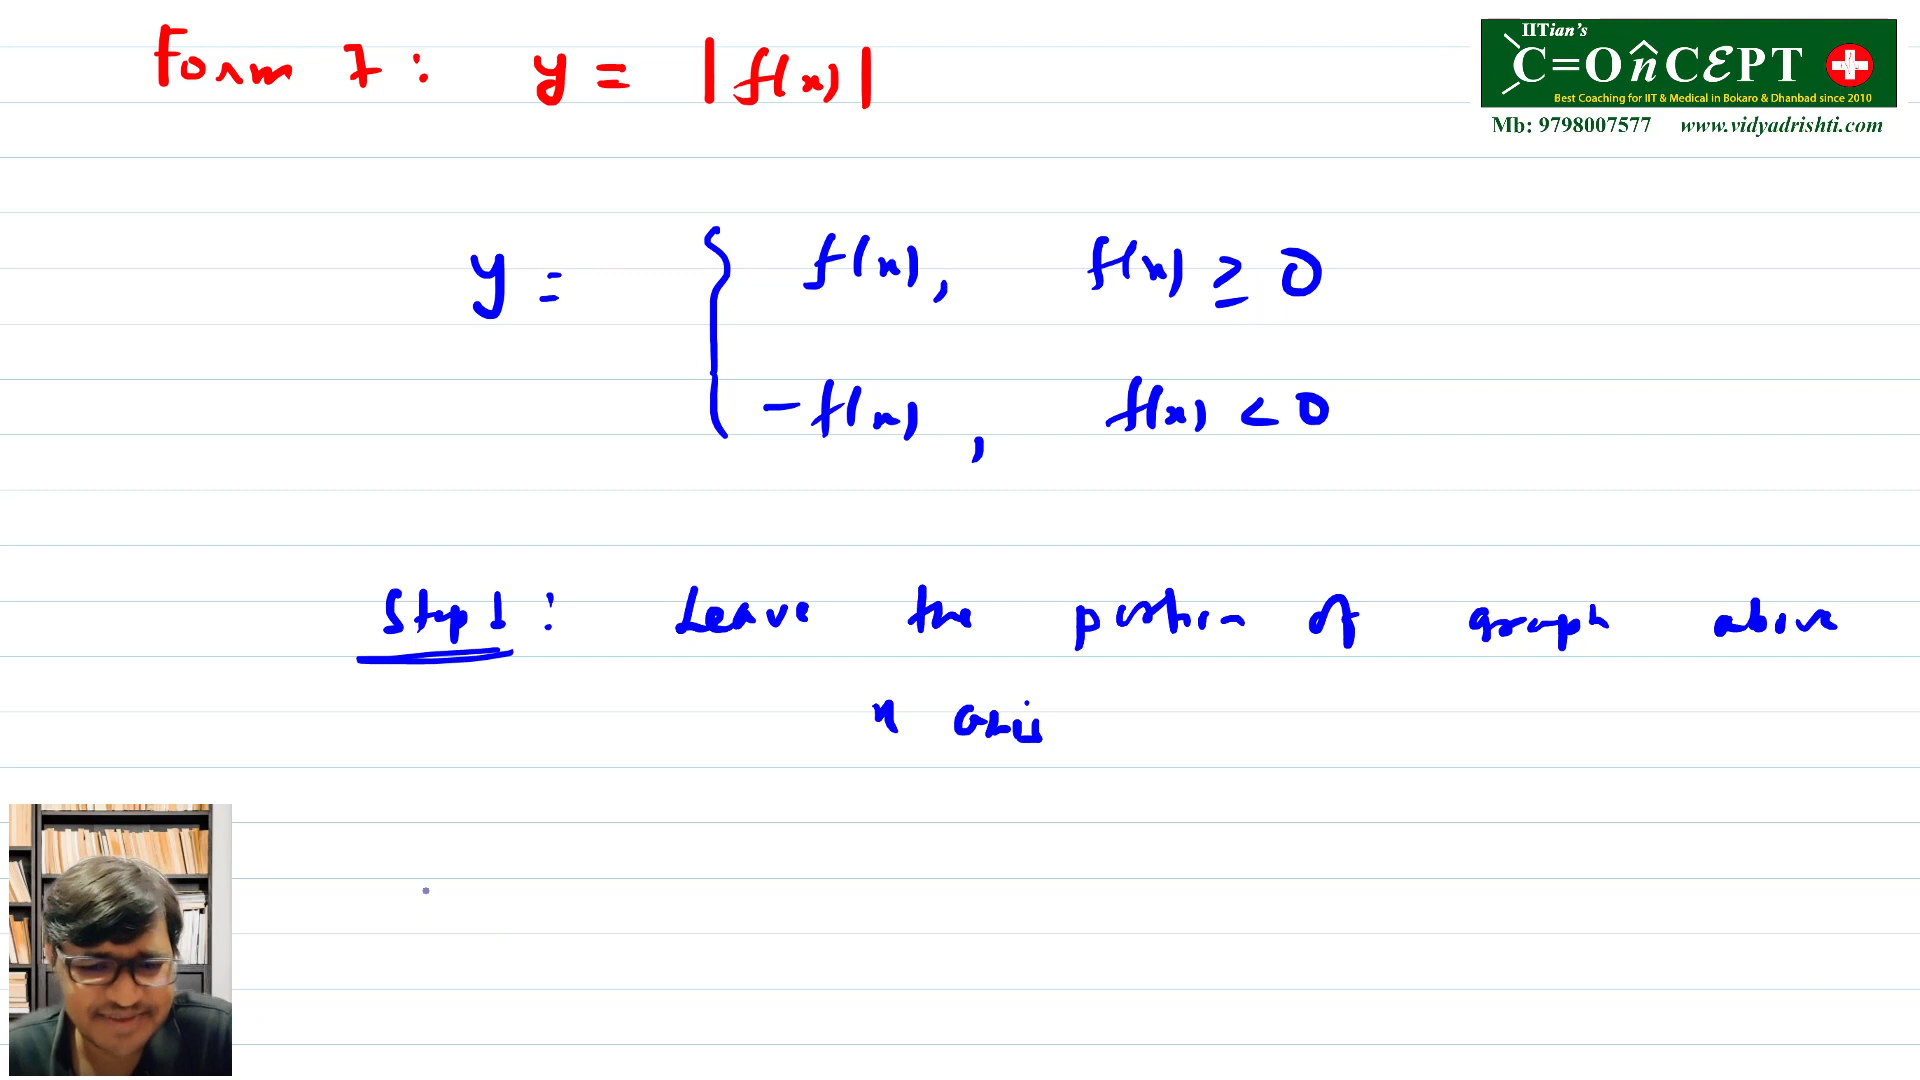 Form 7: y = |f(x)|
IITian's
C=OnCEPT
Best Coaching for IIT & Medical in Bokaro & Dhanbad since 2010
Mb: 9798007577 www.vidyadrishti.com
y = { f(x), f(x) ≥ 0
-f(x), f(x) < 0
Step 1: Leave the portion of graph above
x axis